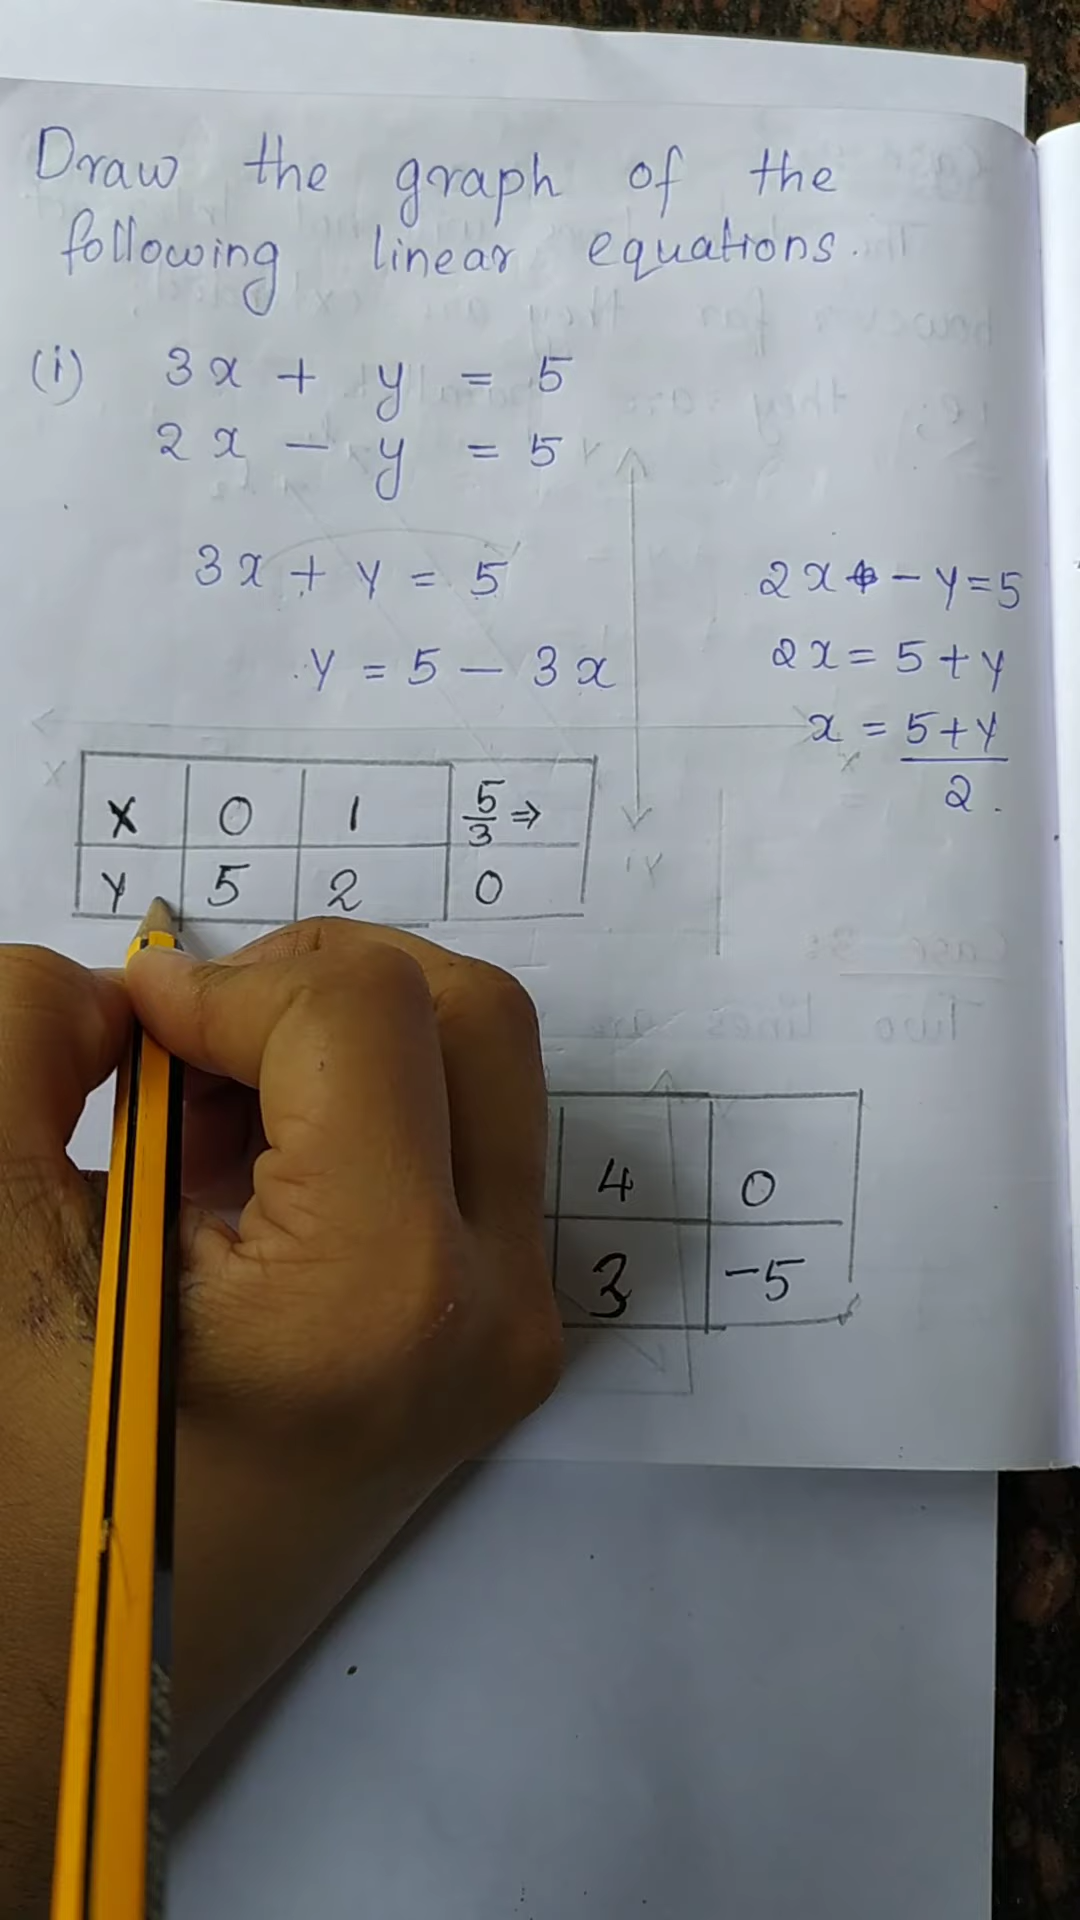 Draw the graph of the
following linear equations.
(i) 3x + y = 5
2x - y = 5
3x + y = 5
y = 5 - 3x
2x - y = 5
2x = 5 + y
x = 5 + y
2.
x 0 1 5/3 ⇒
y 5 2 0
4 0
3 -5